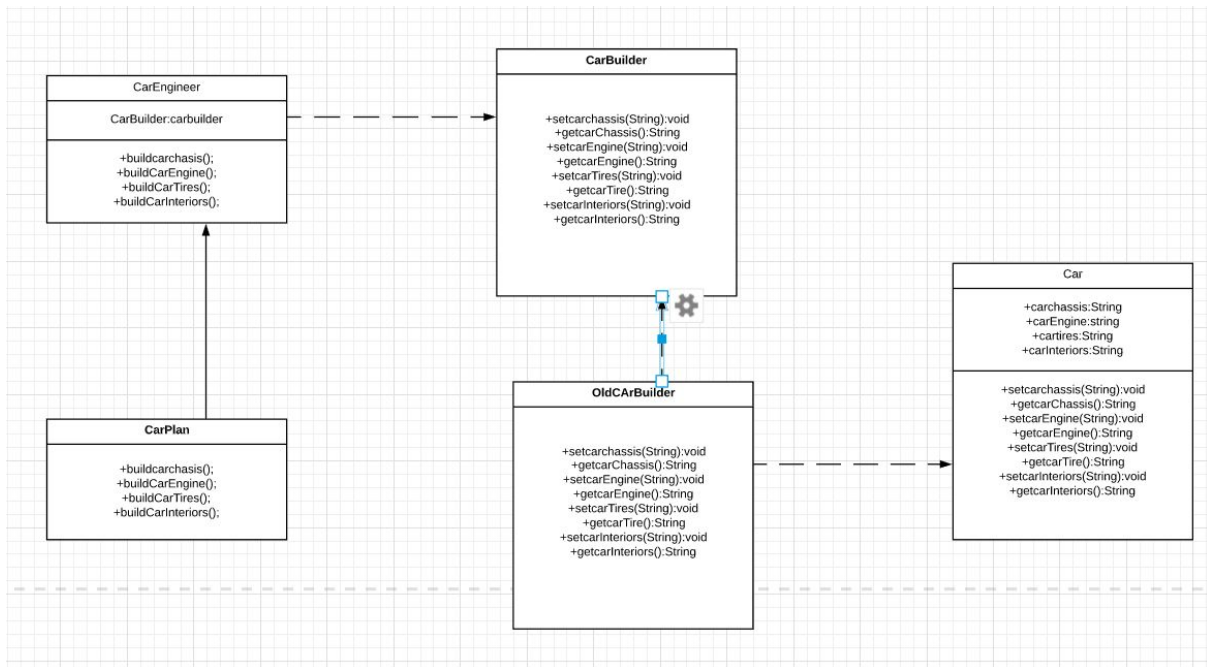 CarEngineer
CarBuilder:carbuilder
+buildcarchasis();
+buildCarEngine();
+buildCarTires();
+buildCarInteriors();
CarBuilder
+setcarchassis(String):void
+getcarChassis():String
+setcarEngine(String):void
+getcarEngine():String
+setcarTires(String):void
+getcarTire():String
+setcarInteriors(String):void
+getcarInteriors():String
CarPlan
+buildcarchasis();
+buildCarEngine();
+buildCarTires();
+buildCarInteriors();
OldCArBuilder
+setcarchassis(String):void
+getcarChassis():String
+setcarEngine(String):void
+getcarEngine():String
+setcarTires(String):void
+getcarTire():String
+setcarInteriors(String):void
+getcarInteriors():String
Car
+carchassis:String
+carEngine:string
+cartires:String
+carInteriors:String
+setcarchassis(String):void
+getcarChassis():String
+setcarEngine(String):void
+getcarEngine():String
+setcarTires(String):void
+getcarTire():String
+setcarInteriors(String):void
+getcarInteriors():String